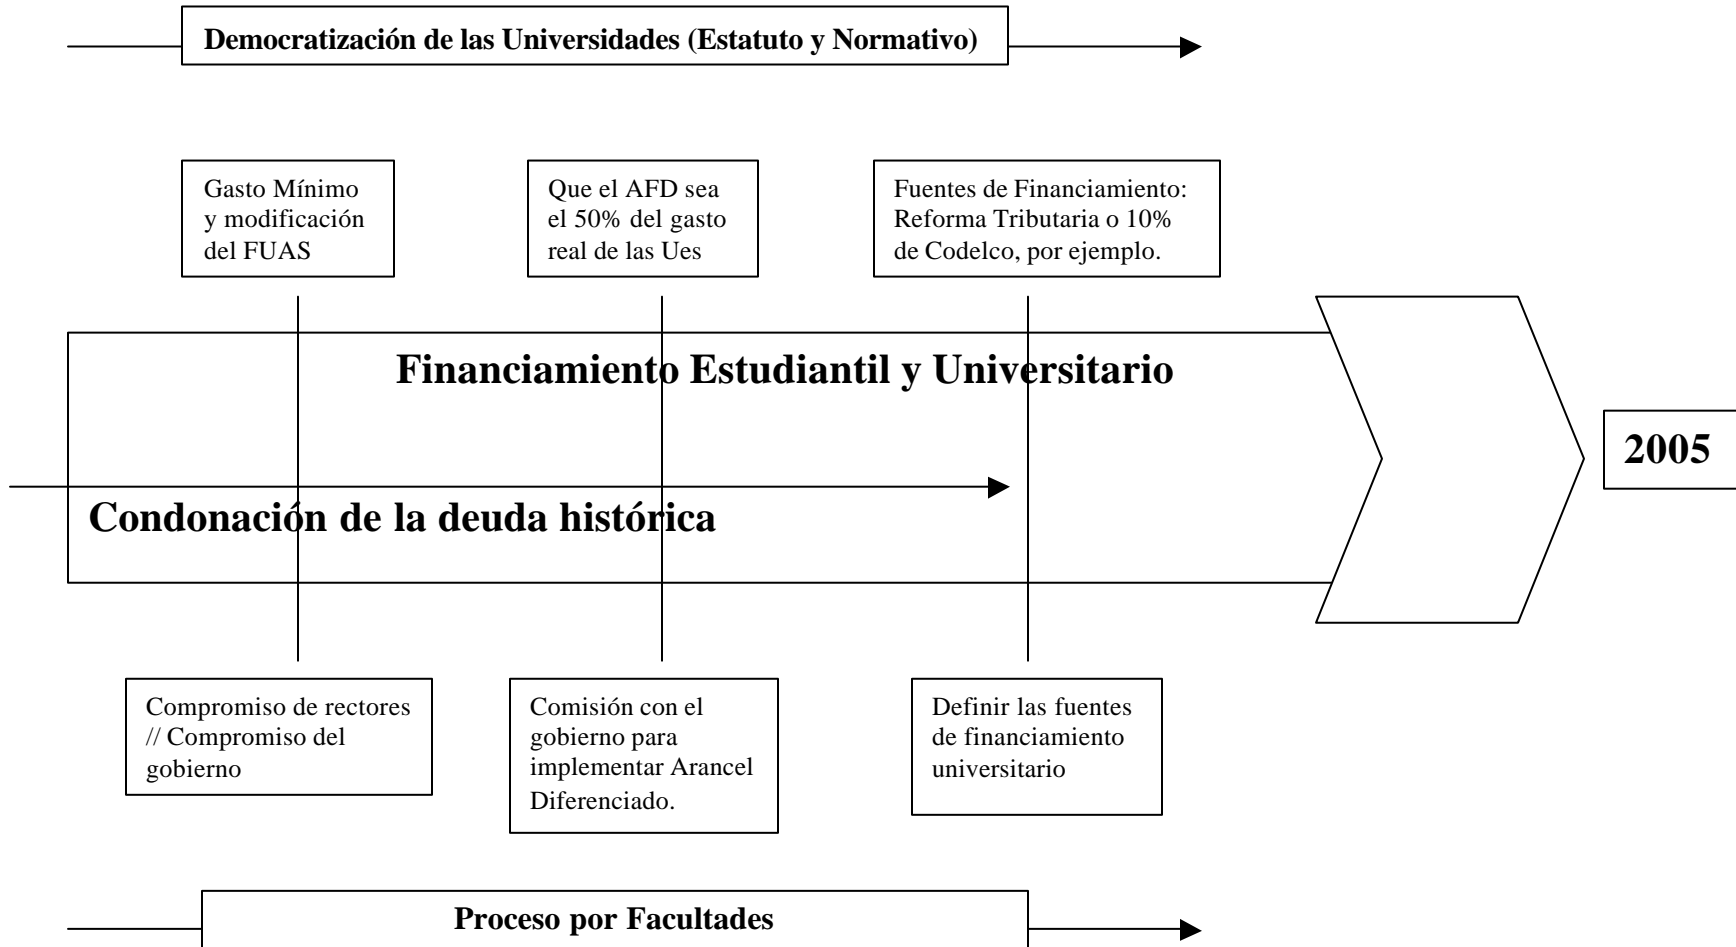 Democratización de las Universidades (Estatuto y Normativo)
Gasto Mínimo
y modificación
del FUAS
Que el AFD sea
el 50% del gasto
real de las Ues
Fuentes de Financiamiento:
Reforma Tributaria o 10%
de Codelco, por ejemplo.
Financiamiento Estudiantil y Universitario
2005
Condonación de la deuda histórica
Compromiso de rectores
// Compromiso del
gobierno
Comisión con el
gobierno para
implementar Arancel
Diferenciado.
Definir las fuentes
de financiamiento
universitario
Proceso por Facultades